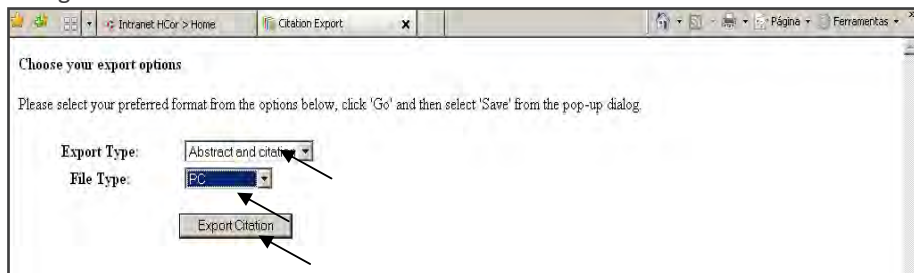 Intranet HCor > Home
Citation Export
x
Página
Ferramentas
Choose your export options
Please select your preferred format from the options below, click 'Go' and then select 'Save' from the pop-up dialog.
Export Type: Abstract and citation
File Type: PC
Export Citation